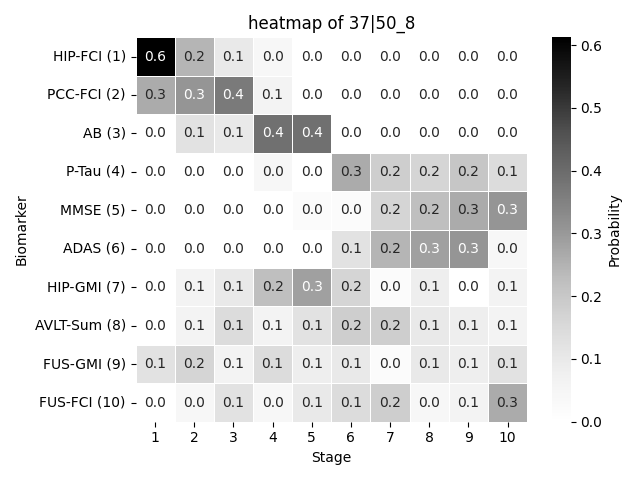 heatmap of 37|50_8
HIP-FCI (1) 0.6 0.2 0.1 0.0 0.0 0.0 0.0 0.0 0.0 0.0
PCC-FCI (2) 0.3 0.3 0.4 0.1 0.0 0.0 0.0 0.0 0.0 0.0
AB (3) 0.0 0.1 0.1 0.4 0.4 0.0 0.0 0.0 0.0 0.0
P-Tau (4) 0.0 0.0 0.0 0.0 0.0 0.3 0.2 0.2 0.2 0.1
MMSE (5) 0.0 0.0 0.0 0.0 0.0 0.0 0.2 0.2 0.3 0.3
ADAS (6) 0.0 0.0 0.0 0.0 0.0 0.1 0.2 0.3 0.3 0.0
HIP-GMI (7) 0.0 0.1 0.1 0.2 0.3 0.2 0.0 0.1 0.0 0.1
AVLT-Sum (8) 0.0 0.1 0.1 0.1 0.1 0.2 0.2 0.1 0.1 0.1
FUS-GMI (9) 0.1 0.2 0.1 0.1 0.1 0.1 0.0 0.1 0.1 0.1
FUS-FCI (10) 0.0 0.0 0.1 0.0 0.1 0.1 0.2 0.0 0.1 0.3
1 2 3 4 5 6 7 8 9 10
Stage
Biomarker
0.6
0.5
0.4
0.3
0.2
0.1
0.0
Probability